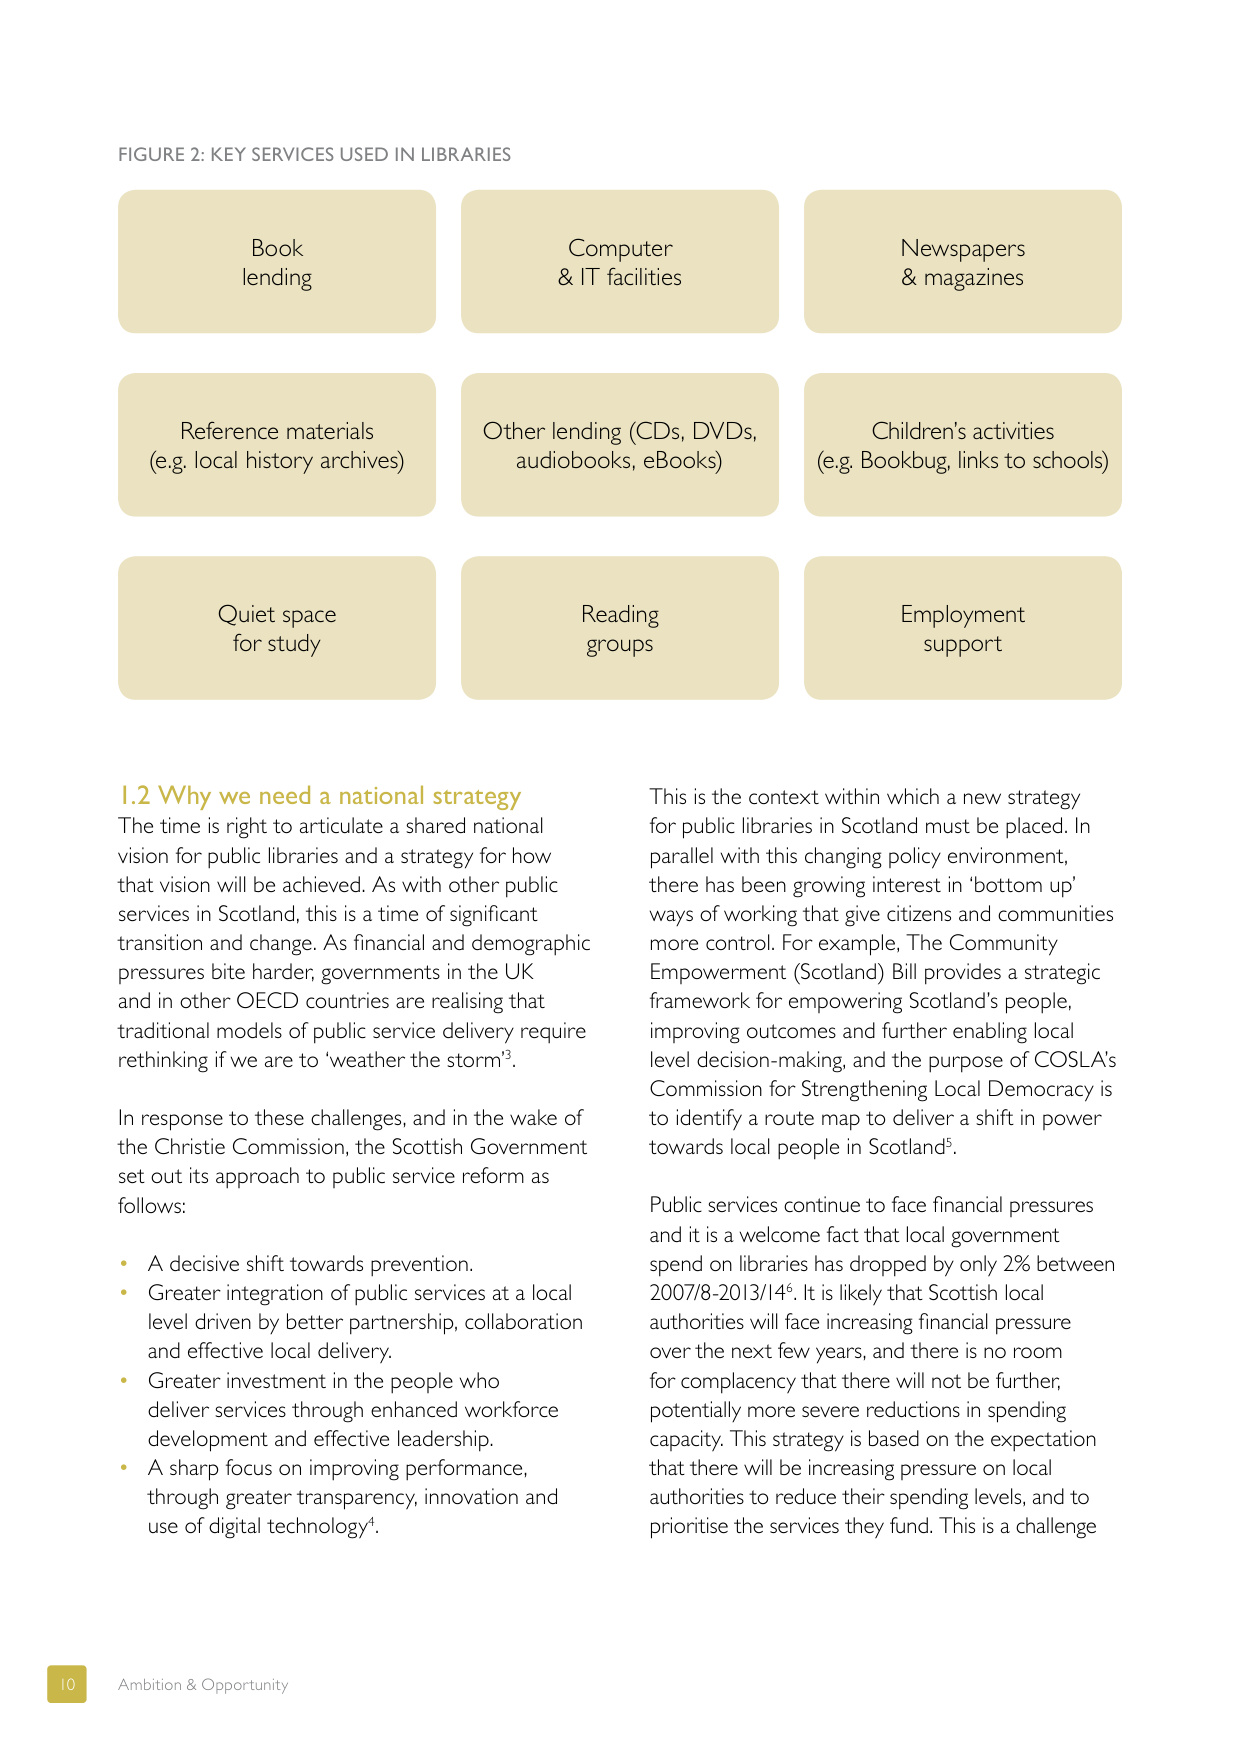 FIGURE 2: KEY SERVICES USED IN LIBRARIES
Book
lending
Computer
& IT facilities
Newspapers
& magazines
Reference materials
(e.g. local history archives)
Other lending (CDs, DVDs,
audiobooks, eBooks)
Children's activities
(e.g. Bookbug, links to schools)
Quiet space
for study
Reading
groups
Employment
support
1.2 Why we need a national strategy
The time is right to articulate a shared national
vision for public libraries and a strategy for how
that vision will be achieved. As with other public
services in Scotland, this is a time of significant
transition and change. As financial and demographic
pressures bite harder, governments in the UK
and in other OECD countries are realising that
traditional models of public service delivery require
rethinking if we are to ‘weather the storm’³.
In response to these challenges, and in the wake of
the Christie Commission, the Scottish Government
set out its approach to public service reform as
follows:
• A decisive shift towards prevention.
• Greater integration of public services at a local
level driven by better partnership, collaboration
and effective local delivery.
• Greater investment in the people who
deliver services through enhanced workforce
development and effective leadership.
• A sharp focus on improving performance,
through greater transparency, innovation and
use of digital technology⁴.
This is the context within which a new strategy
for public libraries in Scotland must be placed. In
parallel with this changing policy environment,
there has been growing interest in ‘bottom up’
ways of working that give citizens and communities
more control. For example, The Community
Empowerment (Scotland) Bill provides a strategic
framework for empowering Scotland’s people,
improving outcomes and further enabling local
level decision-making, and the purpose of COSLA’s
Commission for Strengthening Local Democracy is
to identify a route map to deliver a shift in power
towards local people in Scotland⁵.
Public services continue to face financial pressures
and it is a welcome fact that local government
spend on libraries has dropped by only 2% between
2007/8-2013/14⁶. It is likely that Scottish local
authorities will face increasing financial pressure
over the next few years, and there is no room
for complacency that there will not be further,
potentially more severe reductions in spending
capacity. This strategy is based on the expectation
that there will be increasing pressure on local
authorities to reduce their spending levels, and to
prioritise the services they fund. This is a challenge
10
Ambition & Opportunity